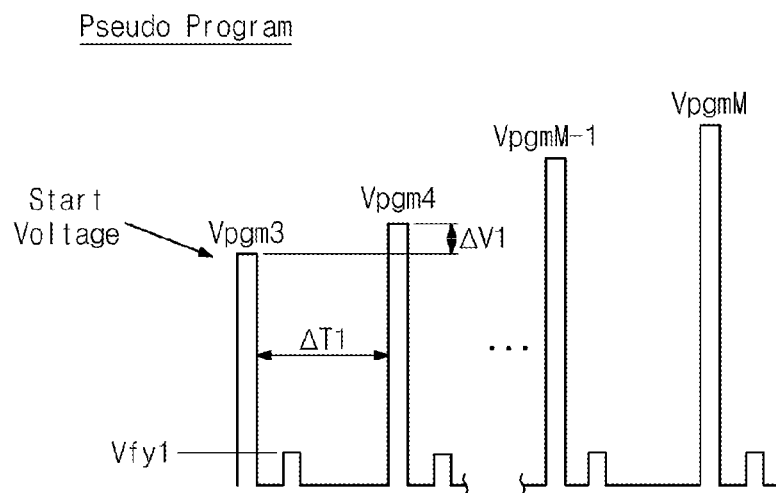 Pseudo Program
VpgmM
VpgmM-1
Start
Voltage
Vpgm4
Vpgm3
ΔV1
ΔT1
...
Vfy1